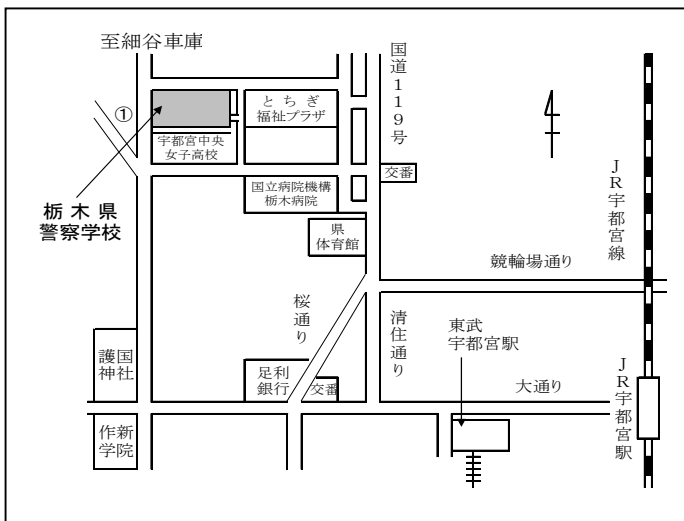 至細谷車庫
国道119号
①
とちぎ
福祉プラザ
宇都宮中央
女子高校
交番
JR宇都宮線
国立病院機構
栃木病院
栃木県
警察学校
県
体育館
競輪場通り
桜通り
清住通り
東武
宇都宮駅
護国
神社
足利
銀行
交番
大通り
JR宇都宮駅
作新
学院